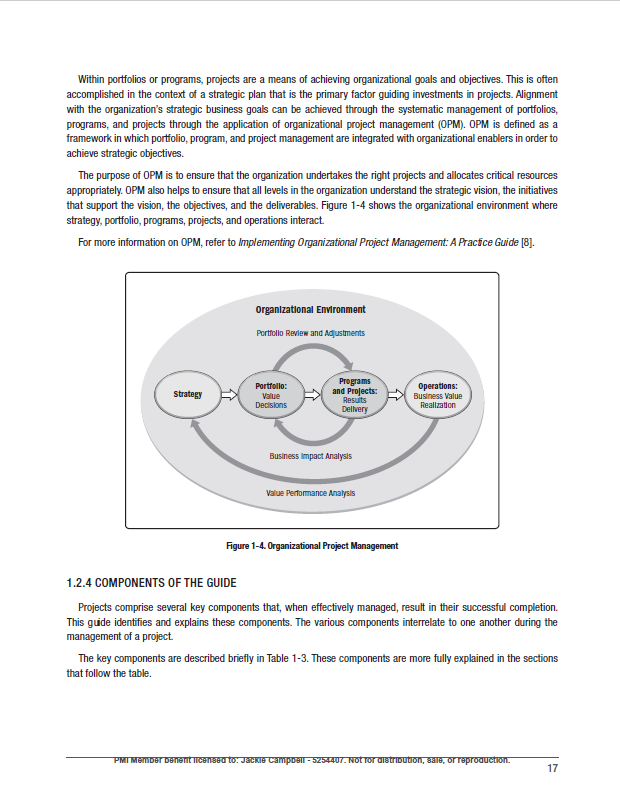 Within portfolios or programs, projects are a means of achieving organizational goals and objectives. This is often
accomplished in the context of a strategic plan that is the primary factor guiding investments in projects. Alignment
with the organization's strategic business goals can be achieved through the systematic management of portfolios,
programs, and projects through the application of organizational project management (OPM). OPM is defined as a
framework in which portfolio, program, and project management are integrated with organizational enablers in order to
achieve strategic objectives.
The purpose of OPM is to ensure that the organization undertakes the right projects and allocates critical resources
appropriately. OPM also helps to ensure that all levels in the organization understand the strategic vision, the initiatives
that support the vision, the objectives, and the deliverables. Figure 1-4 shows the organizational environment where
strategy, portfolio, programs, projects, and operations interact.
For more information on OPM, refer to Implementing Organizational Project Management: A Practice Guide [8].
Organizational Environment
Portfolio Review and Adjustments
Strategy
Portfolio:
Value
Decisions
Programs
and Projects:
Results
Delivery
Operations:
Business Value
Realization
Business Impact Analysis
Value Performance Analysis
Figure 1-4. Organizational Project Management
1.2.4 COMPONENTS OF THE GUIDE
Projects comprise several key components that, when effectively managed, result in their successful completion.
This guide identifies and explains these components. The various components interrelate to one another during the
management of a project.
The key components are described briefly in Table 1-3. These components are more fully explained in the sections
that follow the table.
PMI Member benefit licensed to: Jackie Campbell - 5254407. Not for distribution, sale, or reproduction.
17